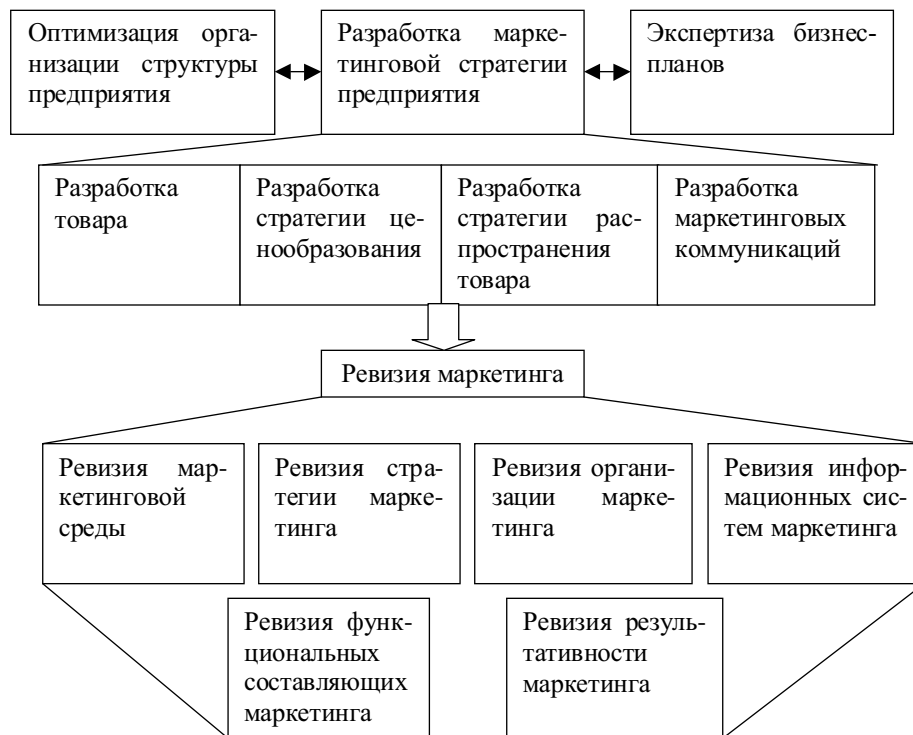 Оптимизация орга-
низации структуры
предприятия
Разработка марке-
тинговой стратегии
предприятия
Экспертиза бизнес-
планов
Разработка
товара
Разработка
стратегии це-
нообразования
Разработка
стратегии рас-
пространения
товара
Разработка
маркетинговых
коммуникаций
Ревизия маркетинга
Ревизия мар-
кетинговой
среды
Ревизия стра-
тегии марке-
тинга
Ревизия органи-
зации марке-
тинга
Ревизия инфор-
мационных сис-
тем маркетинга
Ревизия функ-
циональных
составляющих
маркетинга
Ревизия резуль-
тативности
маркетинга